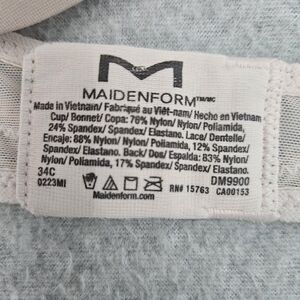 MAIDENFORM™/MC
Made in Vietnam/ Fabriqué au Việt-nam/ Hecho en Vietnam
Cup/ Bonnet/ Copa: 76% Nylon/ Nylon/ Poliamida,
24% Spandex/ Spandex/ Elastano. Lace/ Dentelle/
Encaje: 88% Nylon/ Nylon/ Poliamida, 12% Spandex/
Spandex/ Elastano. Back/ Dos/ Espalda: 83% Nylon/
Nylon/ Poliamida, 17% Spandex/ Spandex/ Elastano.
34C DM9900
0223MI RN# 15763 CA00153
Maidenform.com